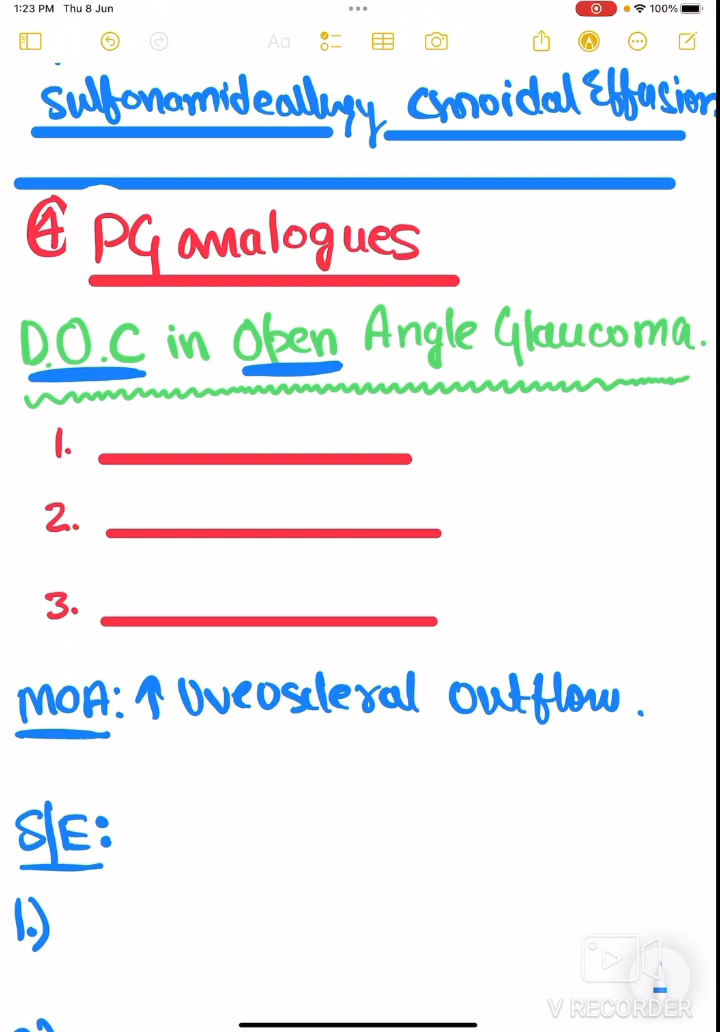 1:23 PM Thu 8 Jun
100%
Aa
Sulfonamide allergy Choroidal Effusion
4 PG analogues
D.O.C in Open Angle Glaucoma.
1.
2.
3.
MOA: ↑ Uveoscleral outflow.
S/E:
1.)
V RECORDER